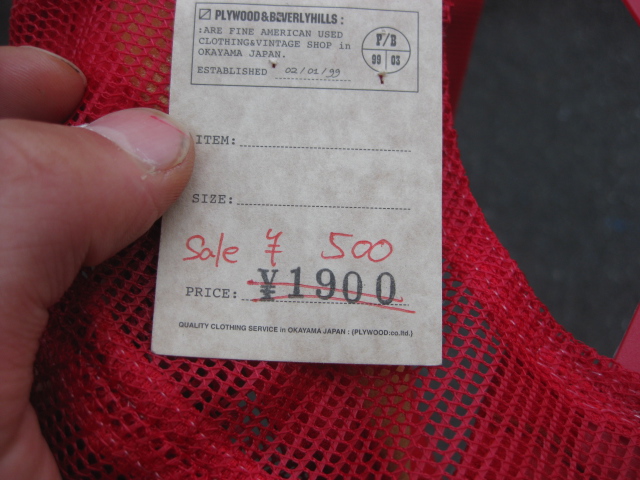 PLYWOOD&BEVERLYHILLS:
:ARE FINE AMERICAN USED
CLOTHING&VINTAGE SHOP in
OKAYAMA JAPAN.
ESTABLISHED 02/01/99
P/B
99 03
ITEM:
SIZE:
Sale ¥ 500
PRICE: ¥1900
QUALITY CLOTHING SERVICE in OKAYAMA JAPAN : (PLYWOOD:co.ltd.)